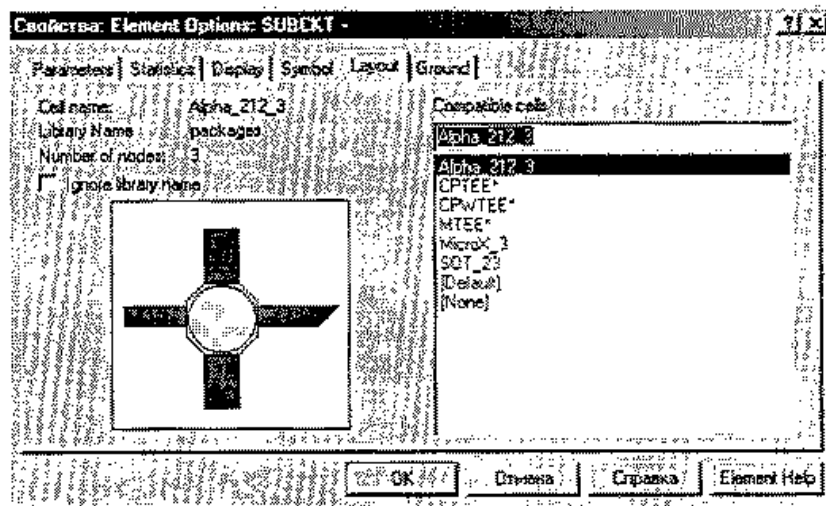 Свойства: Element Options: SUBCKT -
Parameters Statistics Display Symbol Layout Ground
Cell name: Alpha_212_3
Library Name packages
Number of nodes: 3
Ignore library name
Compatible cells
Alpha_212_3
Alpha_212_3
CPTEE*
CPWTEE*
MTEE*
MicroX_3
SOT_23
[Default]
[None]
OK Отмена Справка Element Help